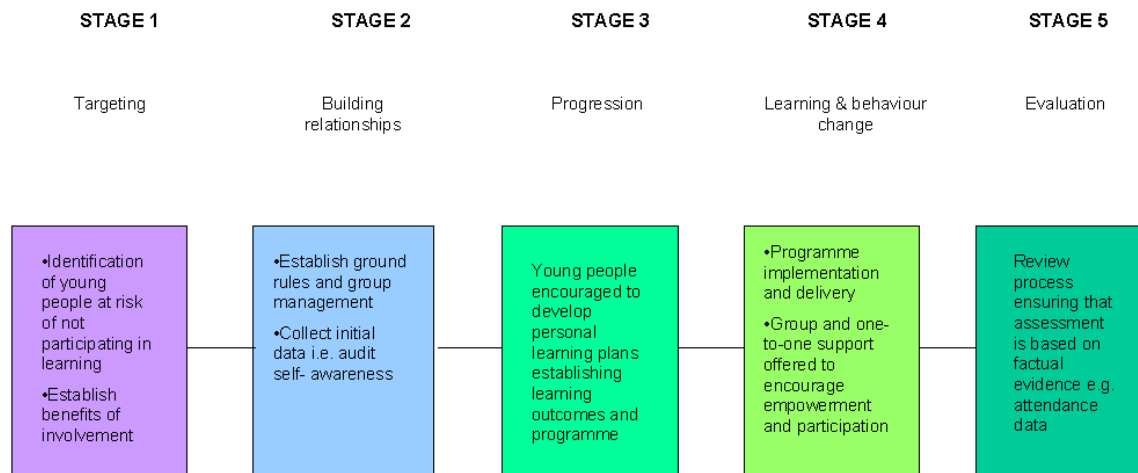 STAGE 1
STAGE 2
STAGE 3
STAGE 4
STAGE 5
Targeting
Building
relationships
Progression
Learning & behaviour
change
Evaluation
•Identification
of young
people at risk
of not
participating in
learning
•Establish
benefits of
involvement
•Establish ground
rules and group
management
•Collect initial
data i.e. audit
self- awareness
Young people
encouraged to
develop
personal
learning plans
establishing
learning
outcomes and
programme
•Programme
implementation
and delivery
•Group and one-
to-one support
offered to
encourage
empowerment
and participation
Review
process
ensuring that
assessment
is based on
factual
evidence e.g.
attendance
data